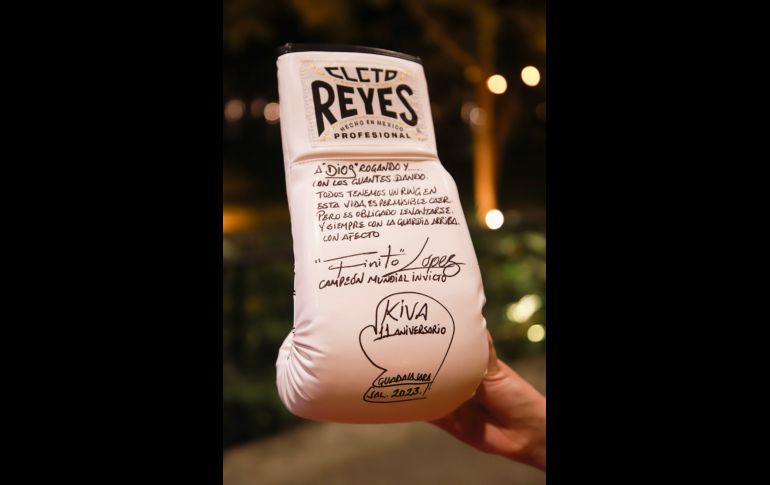 CLETO
REYES
HECHO EN MEXICO
PROFESIONAL
A "DIOS" ROGANDO Y......
CON LOS GUANTES DANDO.
TODOS TENEMOS UN RING EN
ESTA VIDA, ES PERMISIBLE CAER
PERO ES OBLIGADO LEVANTARSE.
Y SIEMPRE CON LA GUARDIA ARRIBA.
CON AFECTO
"Finito" López
CAMPEÓN MUNDIAL INVICTO
KIVA
11 ANIVERSARIO
GUADALAJARA
JAL. 2023.